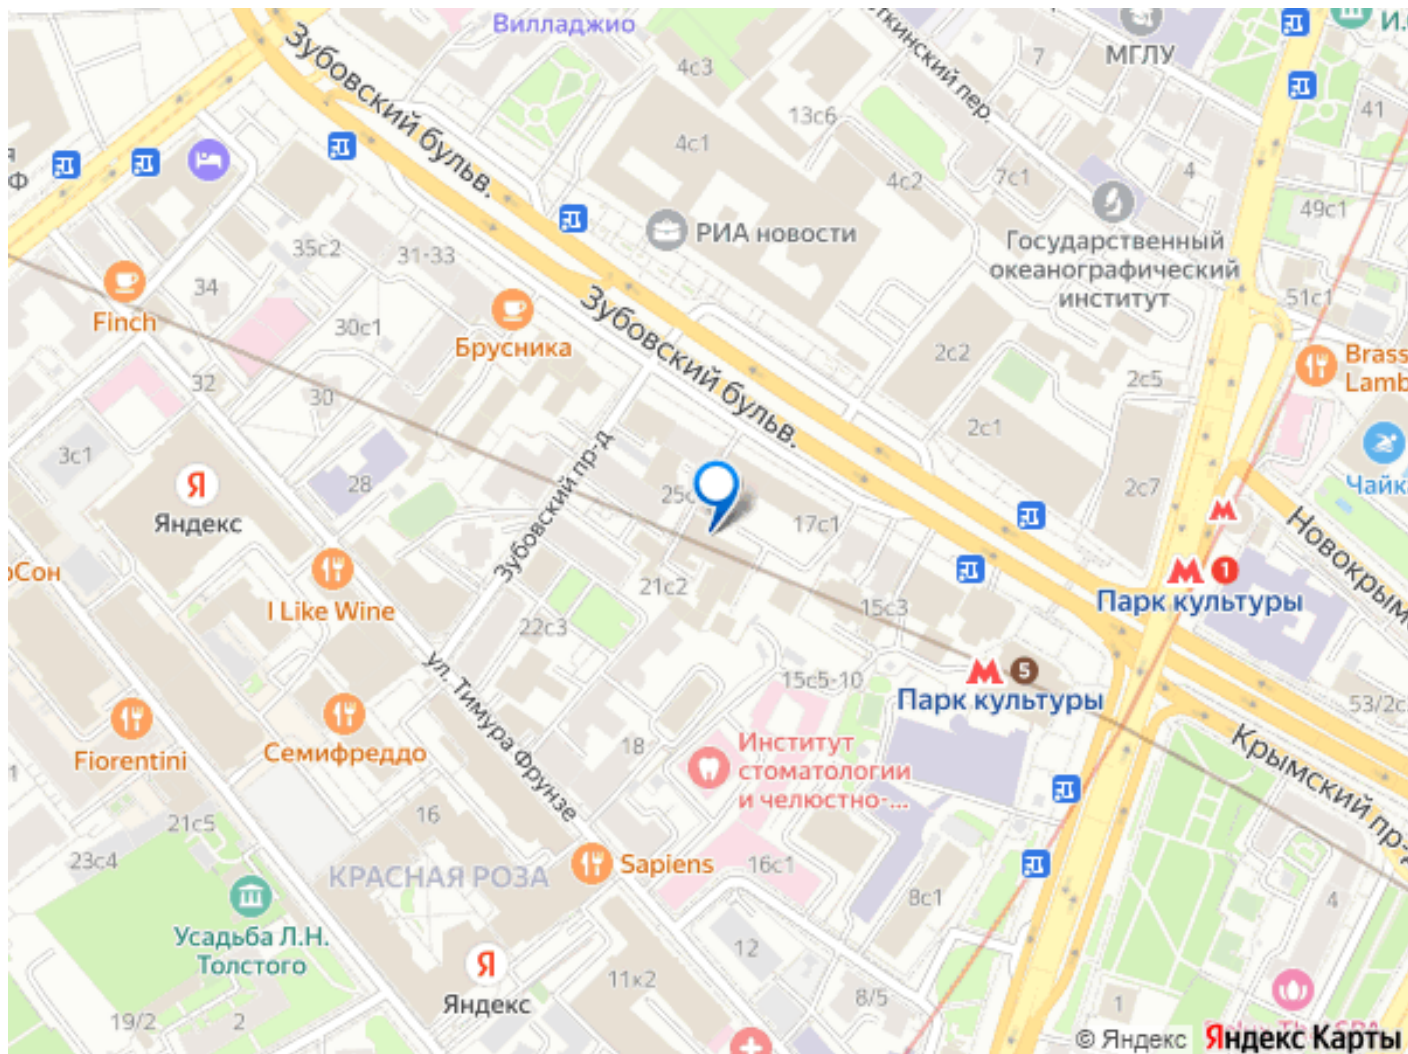 Вилладжио
МГЛУ
Зубовский бульв.
4с3
13с6
4с1
4с2
7
7с1
4
41
49с1
51с1
РИА новости
Государственный
океанографический
институт
35с2
31-33
34
Finch
30с1
Брусника
Зубовский бульв.
2с2
2с5
Brass
Lamb
32
30
2с1
3с1
28
Яндекс
Зубовский пр-д
17с1
2с7
Чайк
Новокрым
I Like Wine
21с2
22с3
15с3
1
Парк культуры
5
Парк культуры
15с5-10
53/2с
Крымский пр-д
ул. Тимура Фрунзе
Fiorentini
Семифреддо
18
Институт
стоматологии
и челюстно-...
21с5
23с4
16
КРАСНАЯ РОЗА
Sapiens
16с1
8с1
4
Усадьба Л.Н.
Толстого
12
Яндекс
11к2
8/5
1
19/2
2
© Яндекс Яндекс Карты